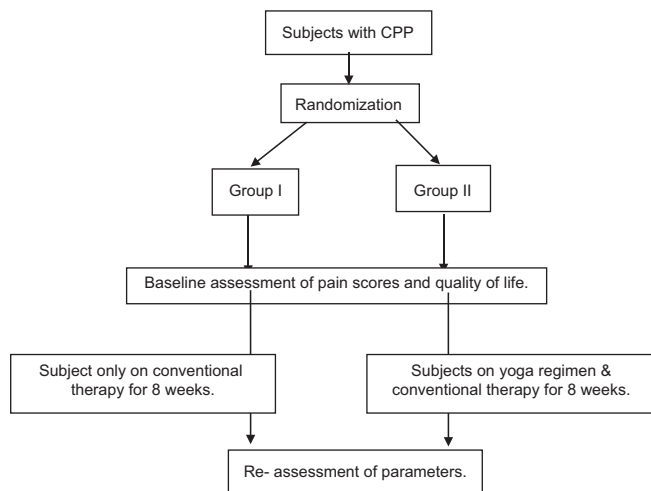 Subjects with CPP
Randomization
Group I
Group II
Baseline assessment of pain scores and quality of life.
Subject only on conventional
therapy for 8 weeks.
Subjects on yoga regimen &
conventional therapy for 8 weeks.
Re- assessment of parameters.